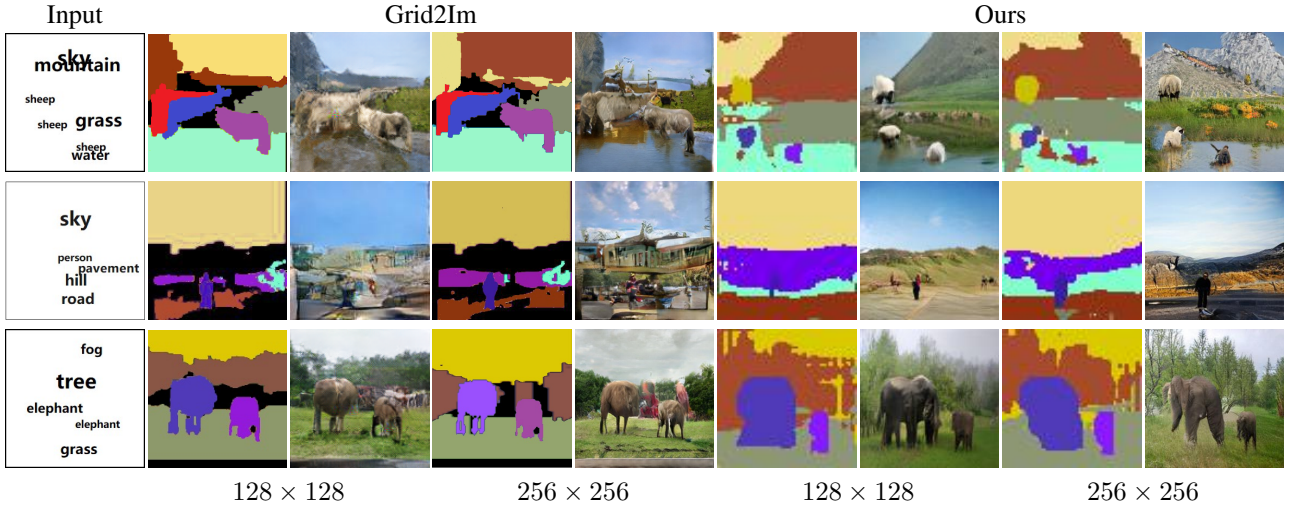 Input Grid2Im Ours
sky
mountain
sheep
sheep grass
sheep
water
sky
person
pavement
hill
road
fog
tree
elephant
elephant
grass
128 × 128 256 × 256 128 × 128 256 × 256